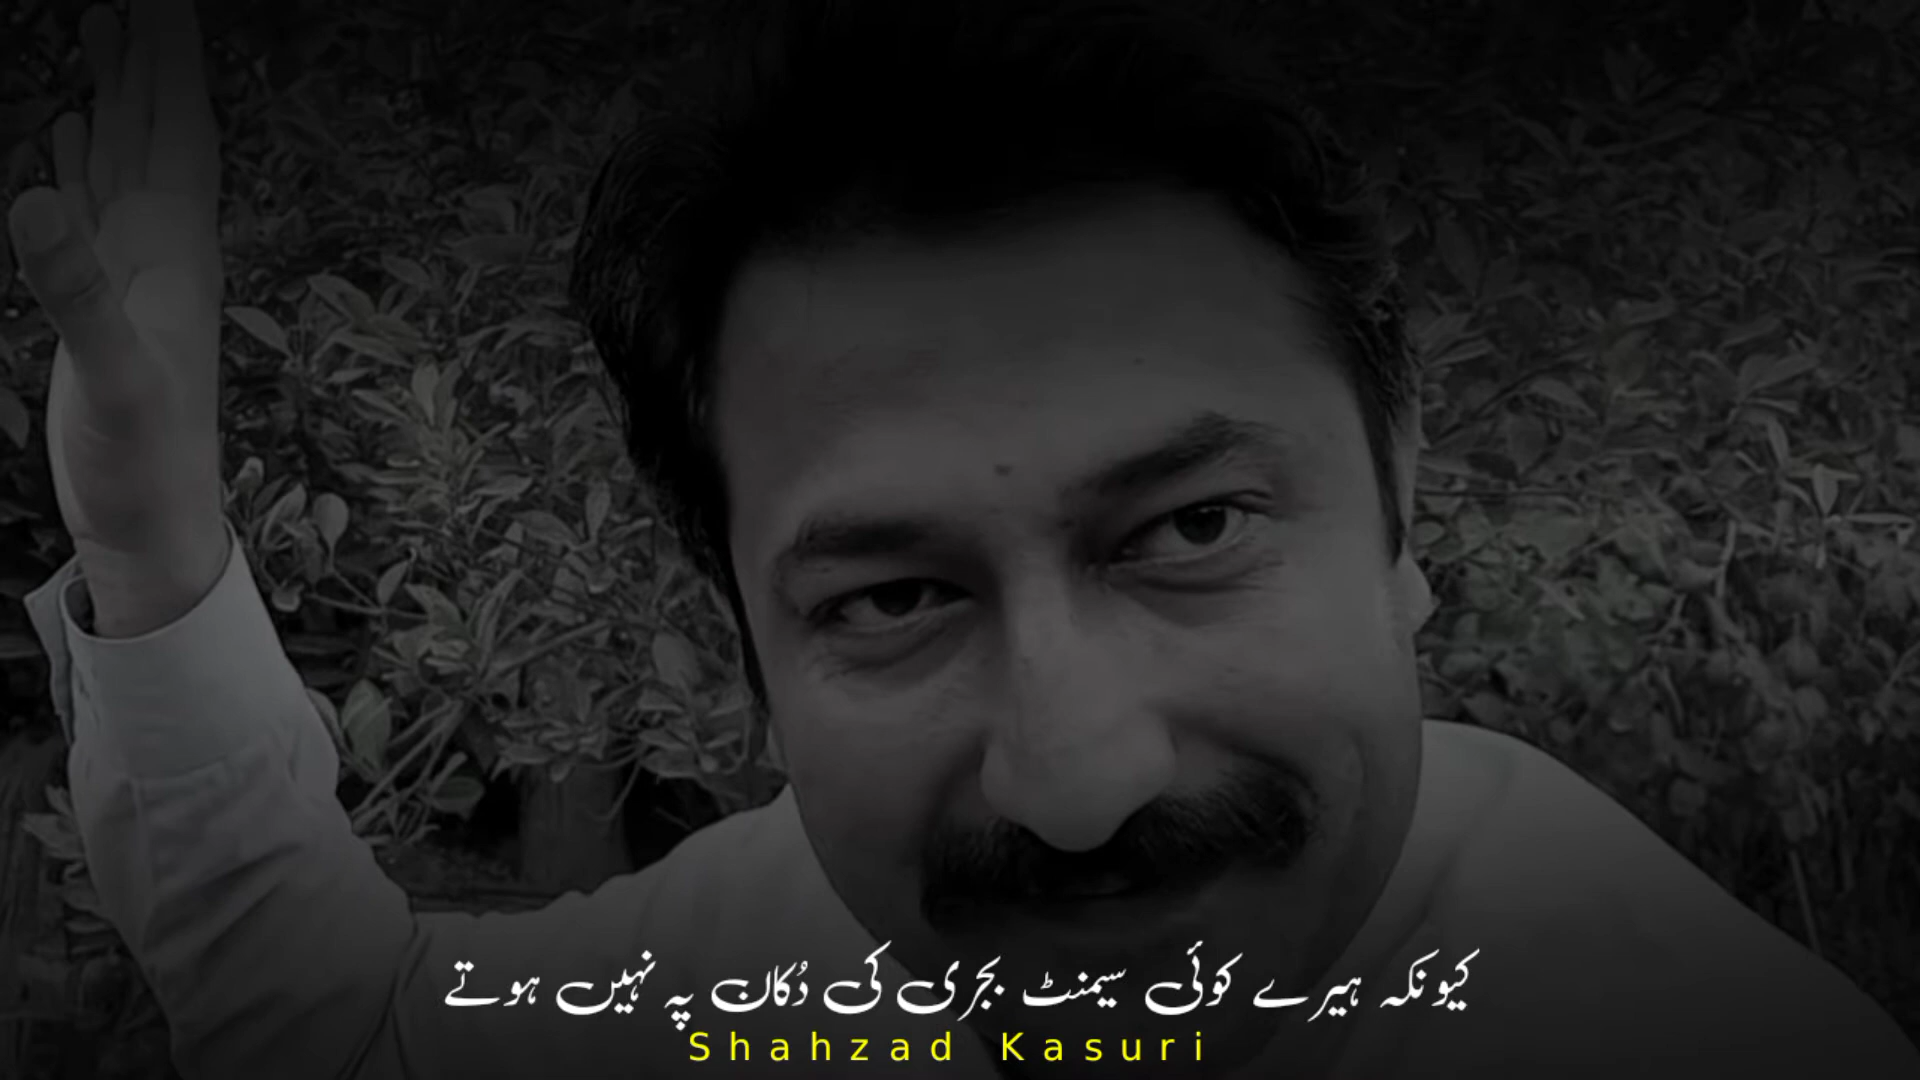 کیونکہ ہیرے کوئی سیمنٹ بجری کی دُکان پہ نہیں ہوتے
Shahzad Kasuri